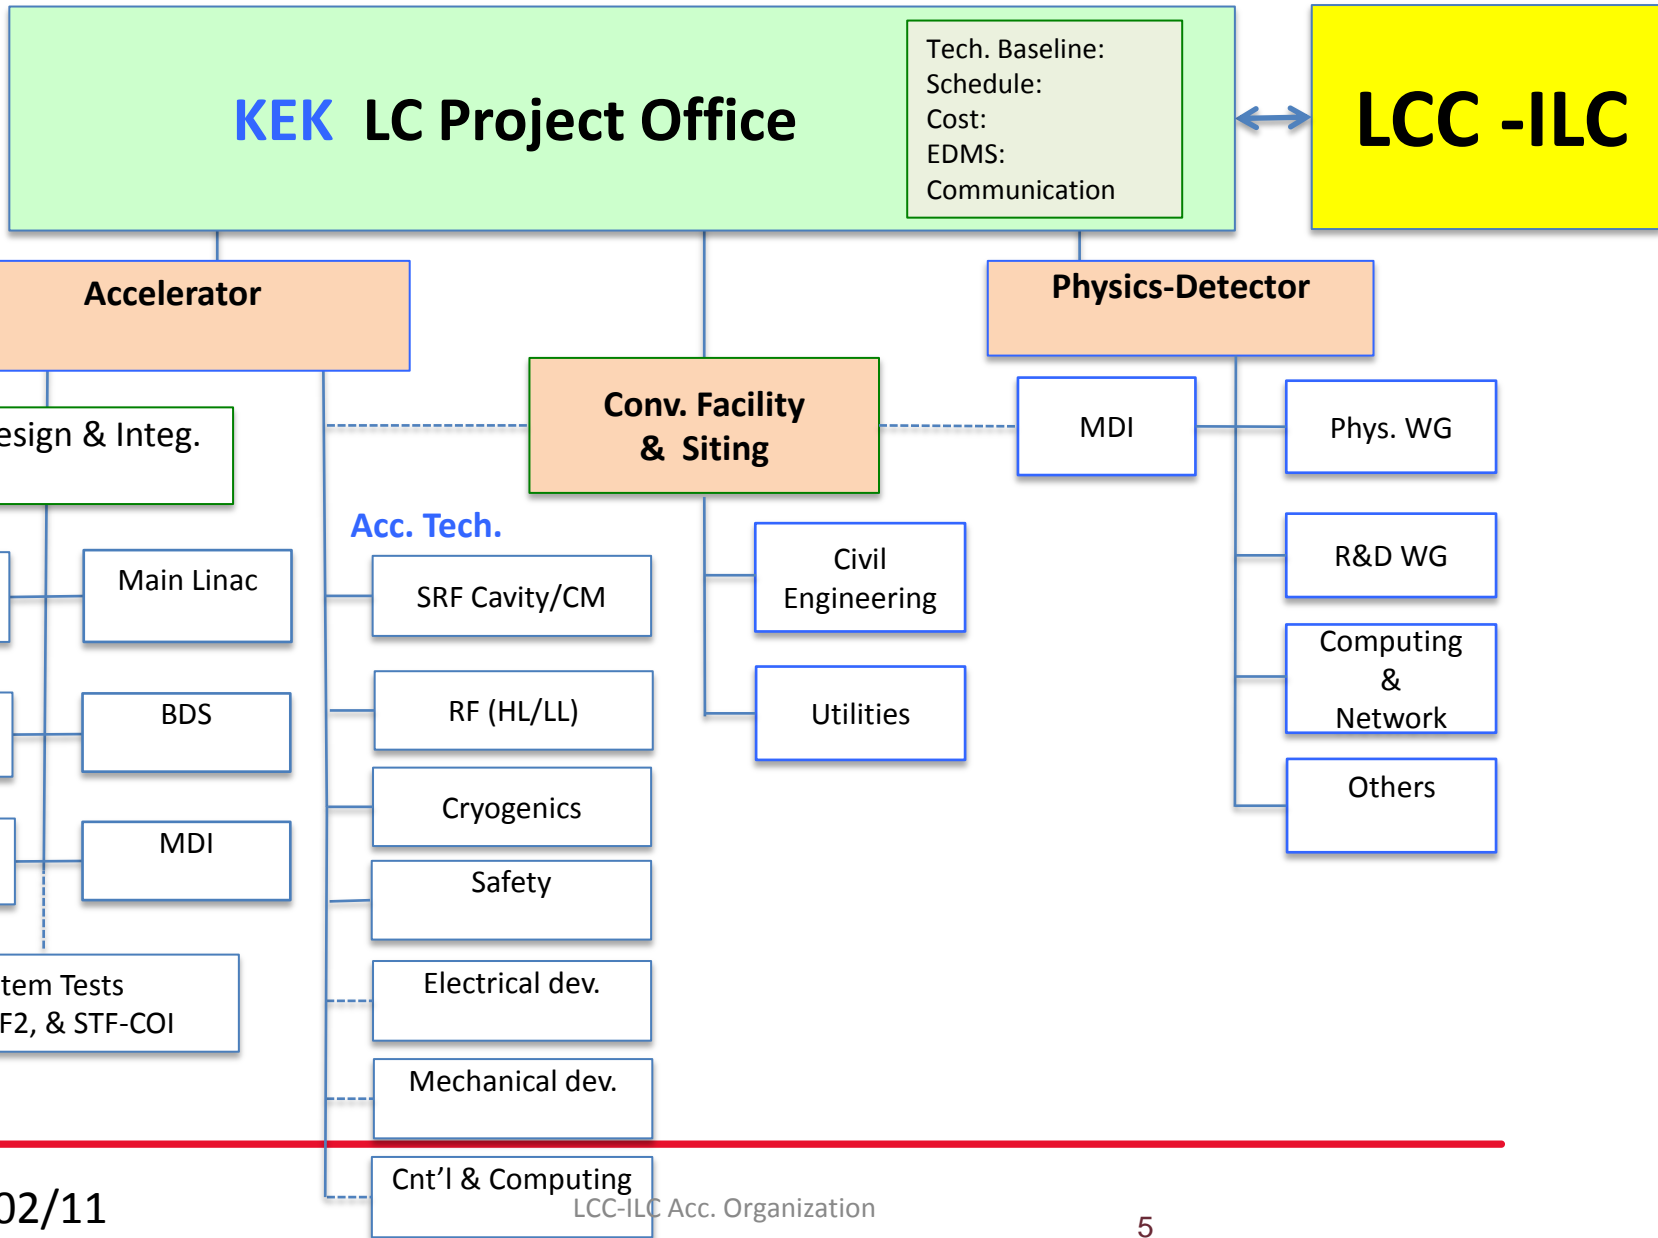 KEK LC Project Office
Tech. Baseline:
Schedule:
Cost:
EDMS:
Communication
LCC -ILC
Accelerator
Physics-Detector
Conv. Facility
& Siting
MDI
Phys. WG
esign & Integ.
Acc. Tech.
Main Linac
SRF Cavity/CM
Civil
Engineering
R&D WG
Computing
&
Network
BDS
RF (HL/LL)
Utilities
Others
Cryogenics
MDI
Safety
tem Tests
F2, & STF-COI
Electrical dev.
Mechanical dev.
Cnt'l & Computing
02/11
LCC-ILC Acc. Organization
5